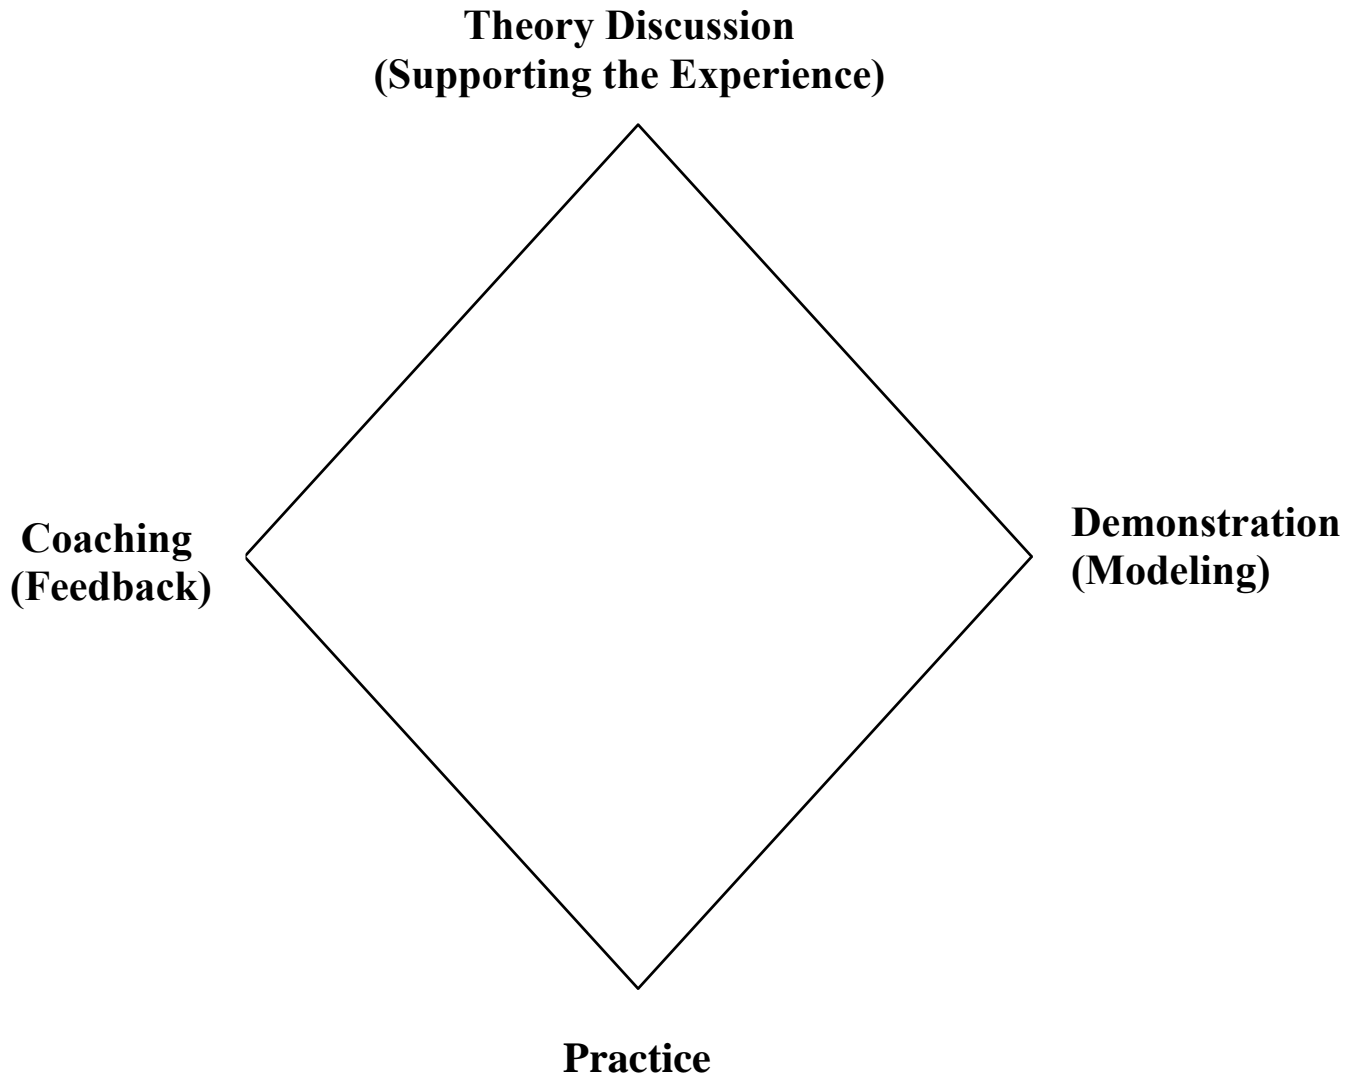 Theory Discussion
(Supporting the Experience)
Coaching
(Feedback)
Demonstration
(Modeling)
Practice